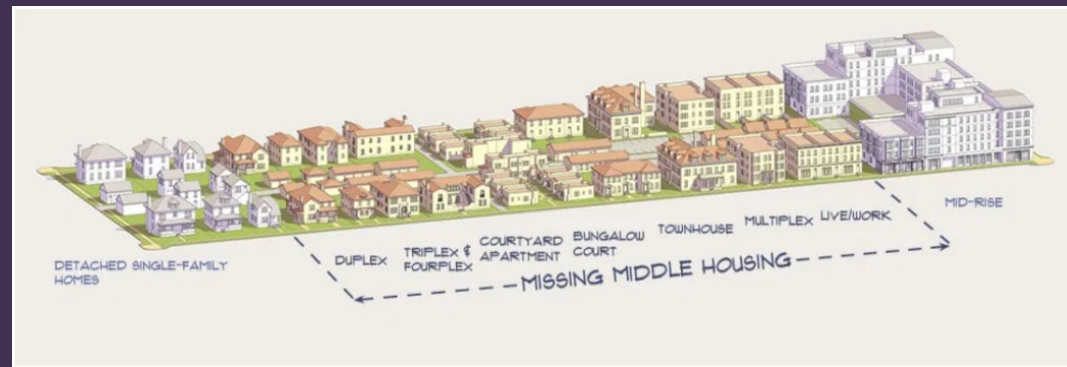 DETACHED SINGLE-FAMILY
HOMES
DUPLEX
TRIPLEX &
FOURPLEX
COURTYARD
APARTMENT
BUNGALOW
COURT
TOWNHOUSE
MULTIPLEX
LIVE/WORK
MID-RISE
MISSING MIDDLE HOUSING